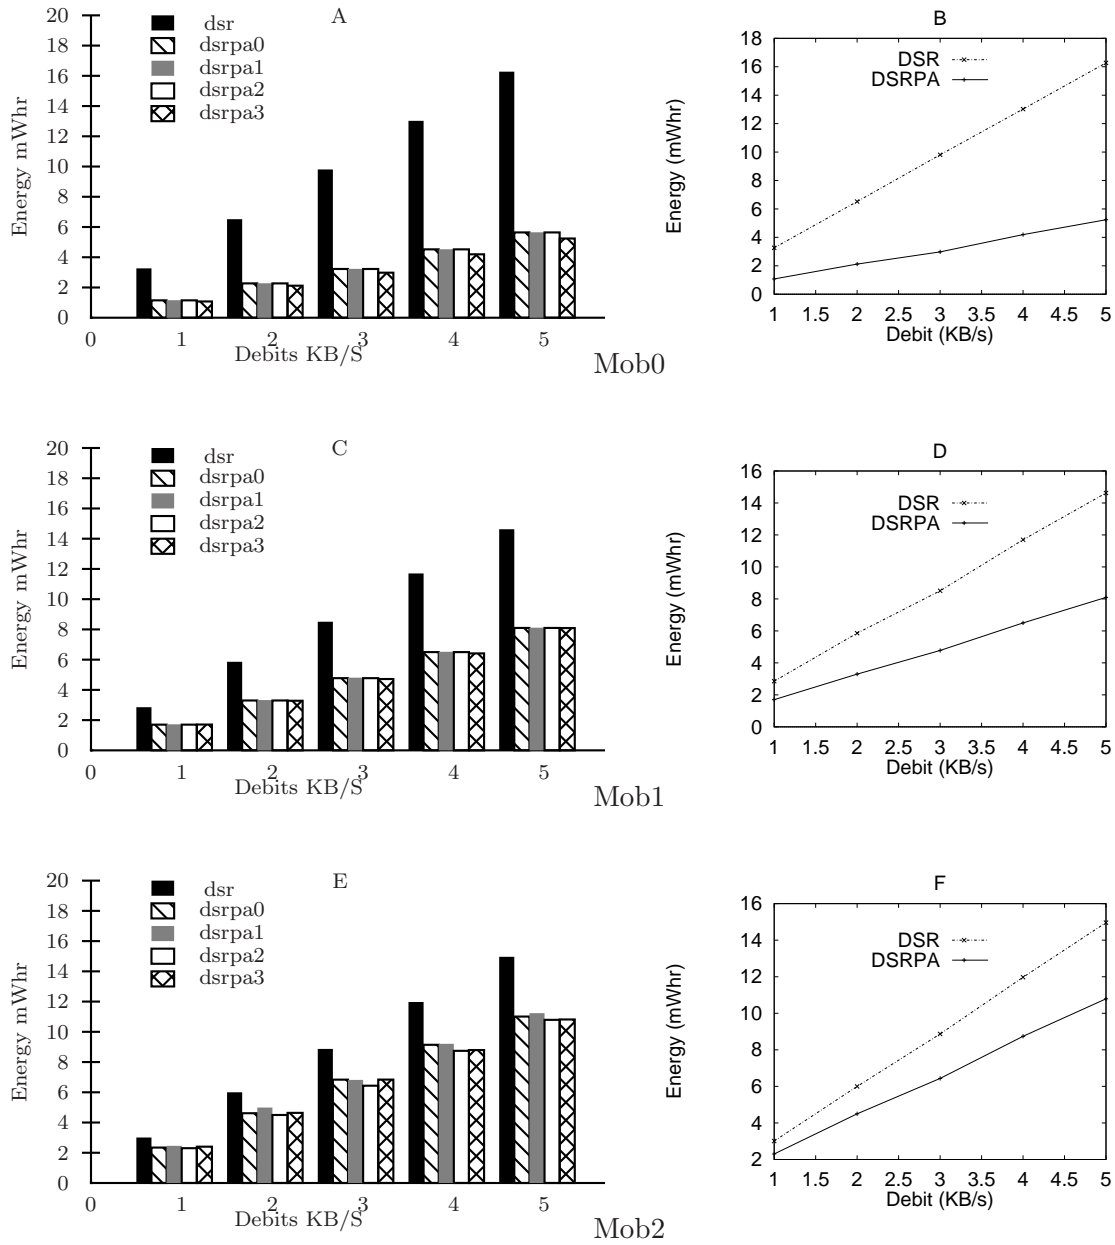 A
20
18
16
14
12
10
8
6
4
2
0
Energy mWhr
dsr
dsrpa0
dsrpa1
dsrpa2
dsrpa3
0 1 2 3 4 5
Debits KB/S
B
18
16
14
12
10
8
6
4
2
0
Energy (mWhr)
DSR
DSRPA
1 1.5 2 2.5 3 3.5 4 4.5 5
Debit (KB/s)
Mob0
C
20
18
16
14
12
10
8
6
4
2
0
Energy mWhr
dsr
dsrpa0
dsrpa1
dsrpa2
dsrpa3
0 1 2 3 4 5
Debits KB/S
D
16
14
12
10
8
6
4
2
0
Energy (mWhr)
DSR
DSRPA
1 1.5 2 2.5 3 3.5 4 4.5 5
Debit (KB/s)
Mob1
E
20
18
16
14
12
10
8
6
4
2
0
Energy mWhr
dsr
dsrpa0
dsrpa1
dsrpa2
dsrpa3
0 1 2 3 4 5
Debits KB/S
F
16
14
12
10
8
6
4
2
Energy (mWhr)
DSR
DSRPA
1 1.5 2 2.5 3 3.5 4 4.5 5
Debit (KB/s)
Mob2